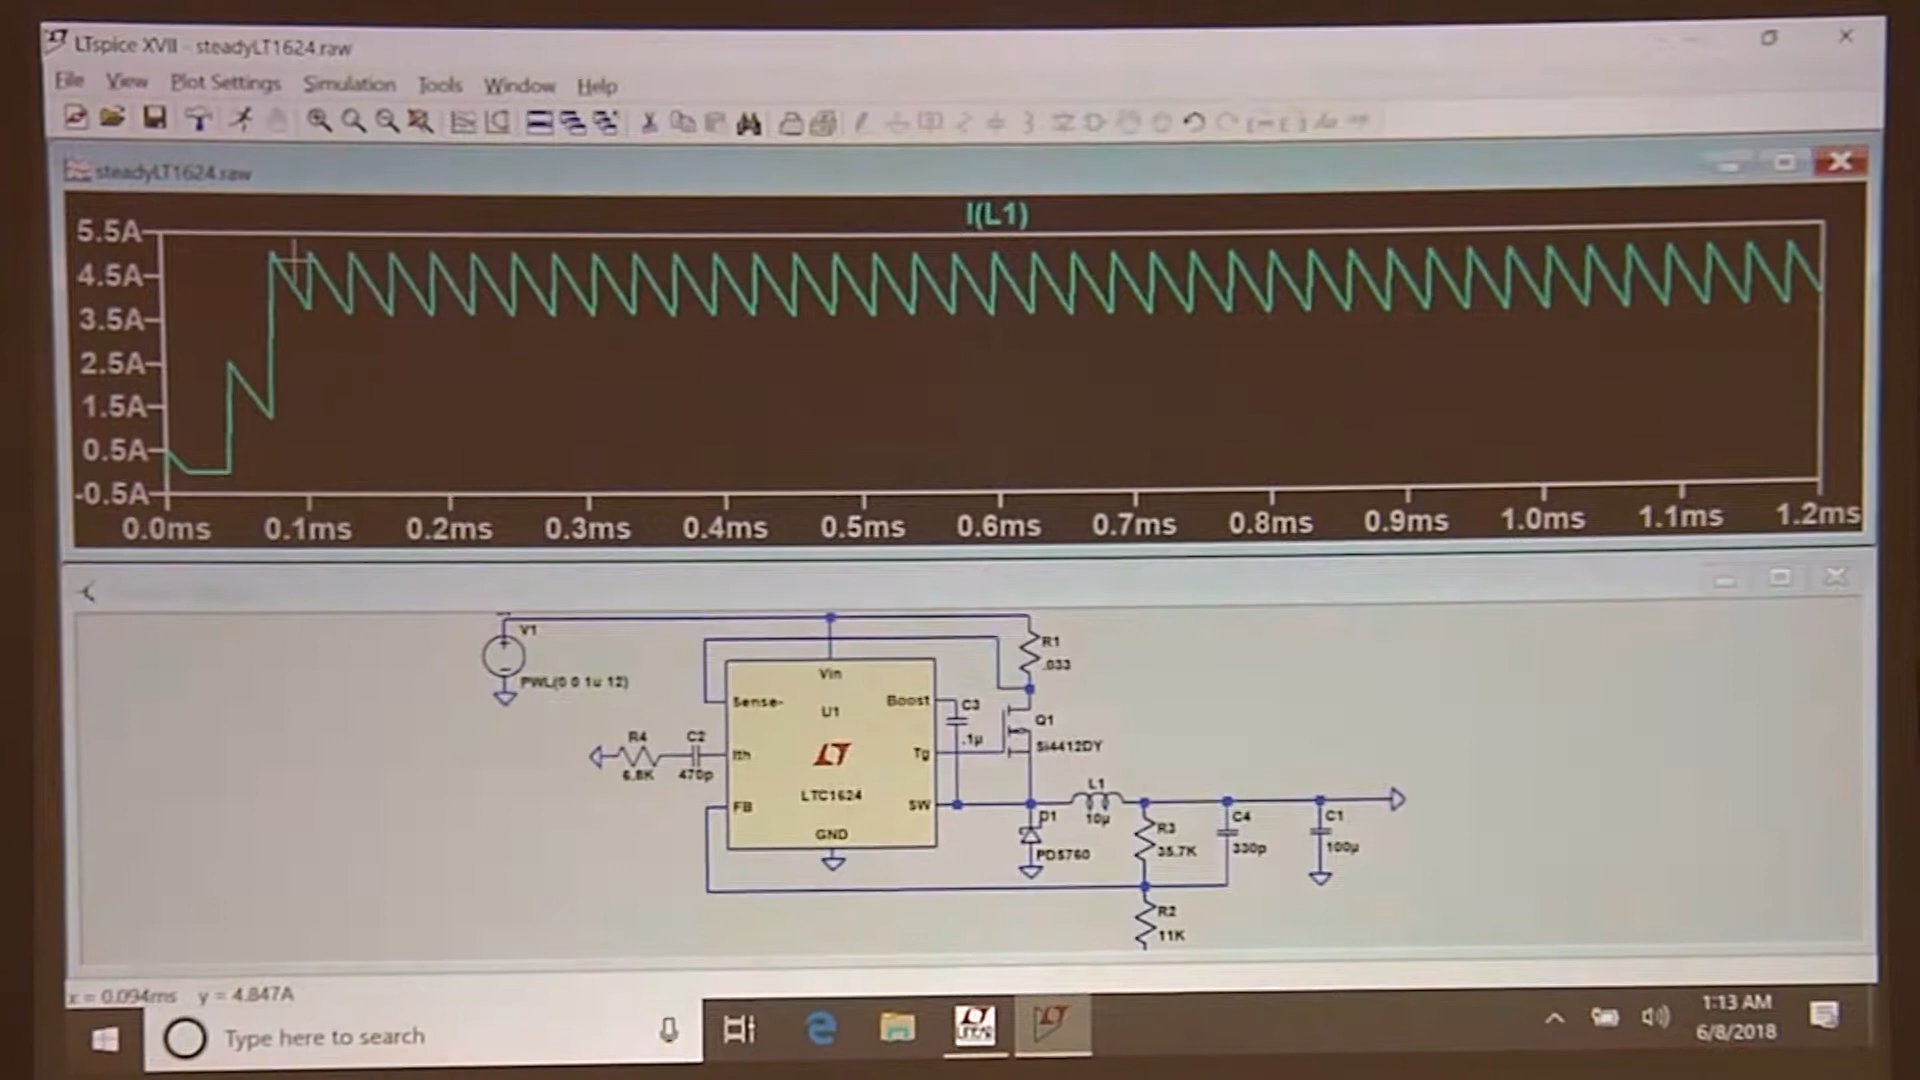 LTspice XVII - steadyLT1624.raw
File View Plot Settings Simulation Tools Window Help
steadyLT1624.raw
I(L1)
5.5A
4.5A
3.5A
2.5A
1.5A
0.5A
-0.5A
0.0ms 0.1ms 0.2ms 0.3ms 0.4ms 0.5ms 0.6ms 0.7ms 0.8ms 0.9ms 1.0ms 1.1ms 1.2ms
V1
PWL(0 0 1u 12)
R1
.033
Vin
Sense-
Boost
U1
C3
.1µ
Q1
Si4412DY
R4
6.8K
C2
470p
Ith
Tg
LTC1624
FB
SW
GND
D1
PDS760
L1
10µ
R3
35.7K
C4
330p
C1
100µ
R2
11K
x = 0.094ms y = 4.847A
Type here to search
LINEAR
1:13 AM
6/8/2018